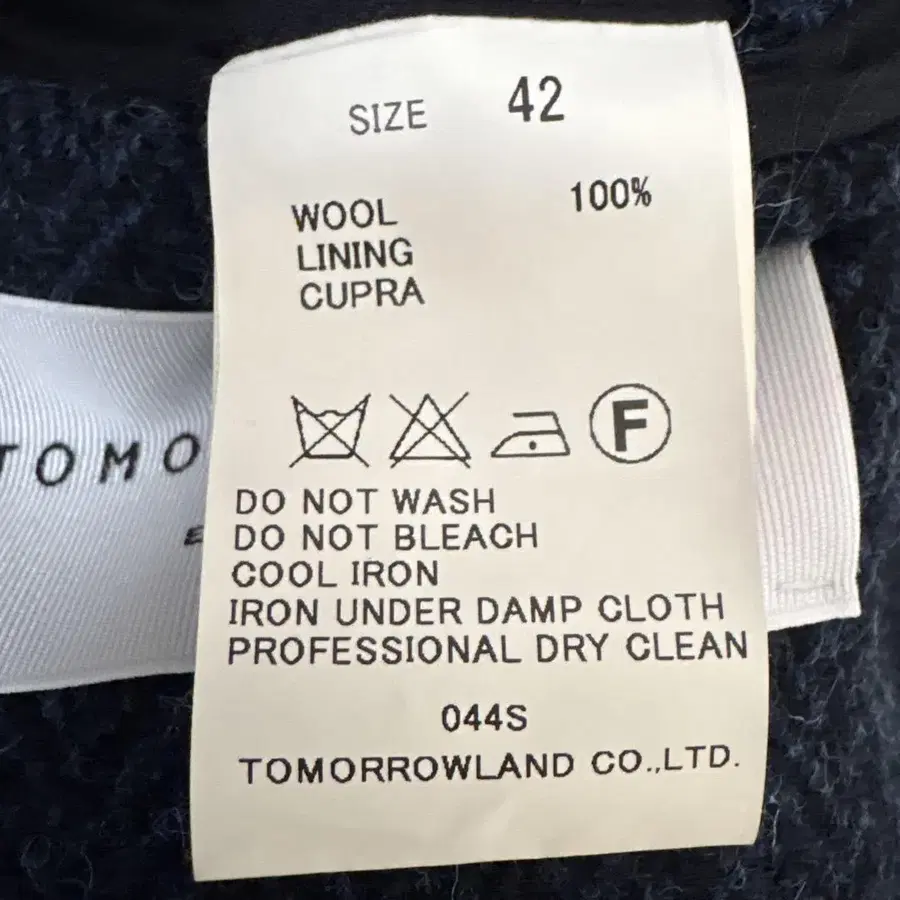 SIZE 42
WOOL 100%
LINING
CUPRA
F
DO NOT WASH
DO NOT BLEACH
COOL IRON
IRON UNDER DAMP CLOTH
PROFESSIONAL DRY CLEAN
044S
TOMORROWLAND CO.,LTD.
TOMO